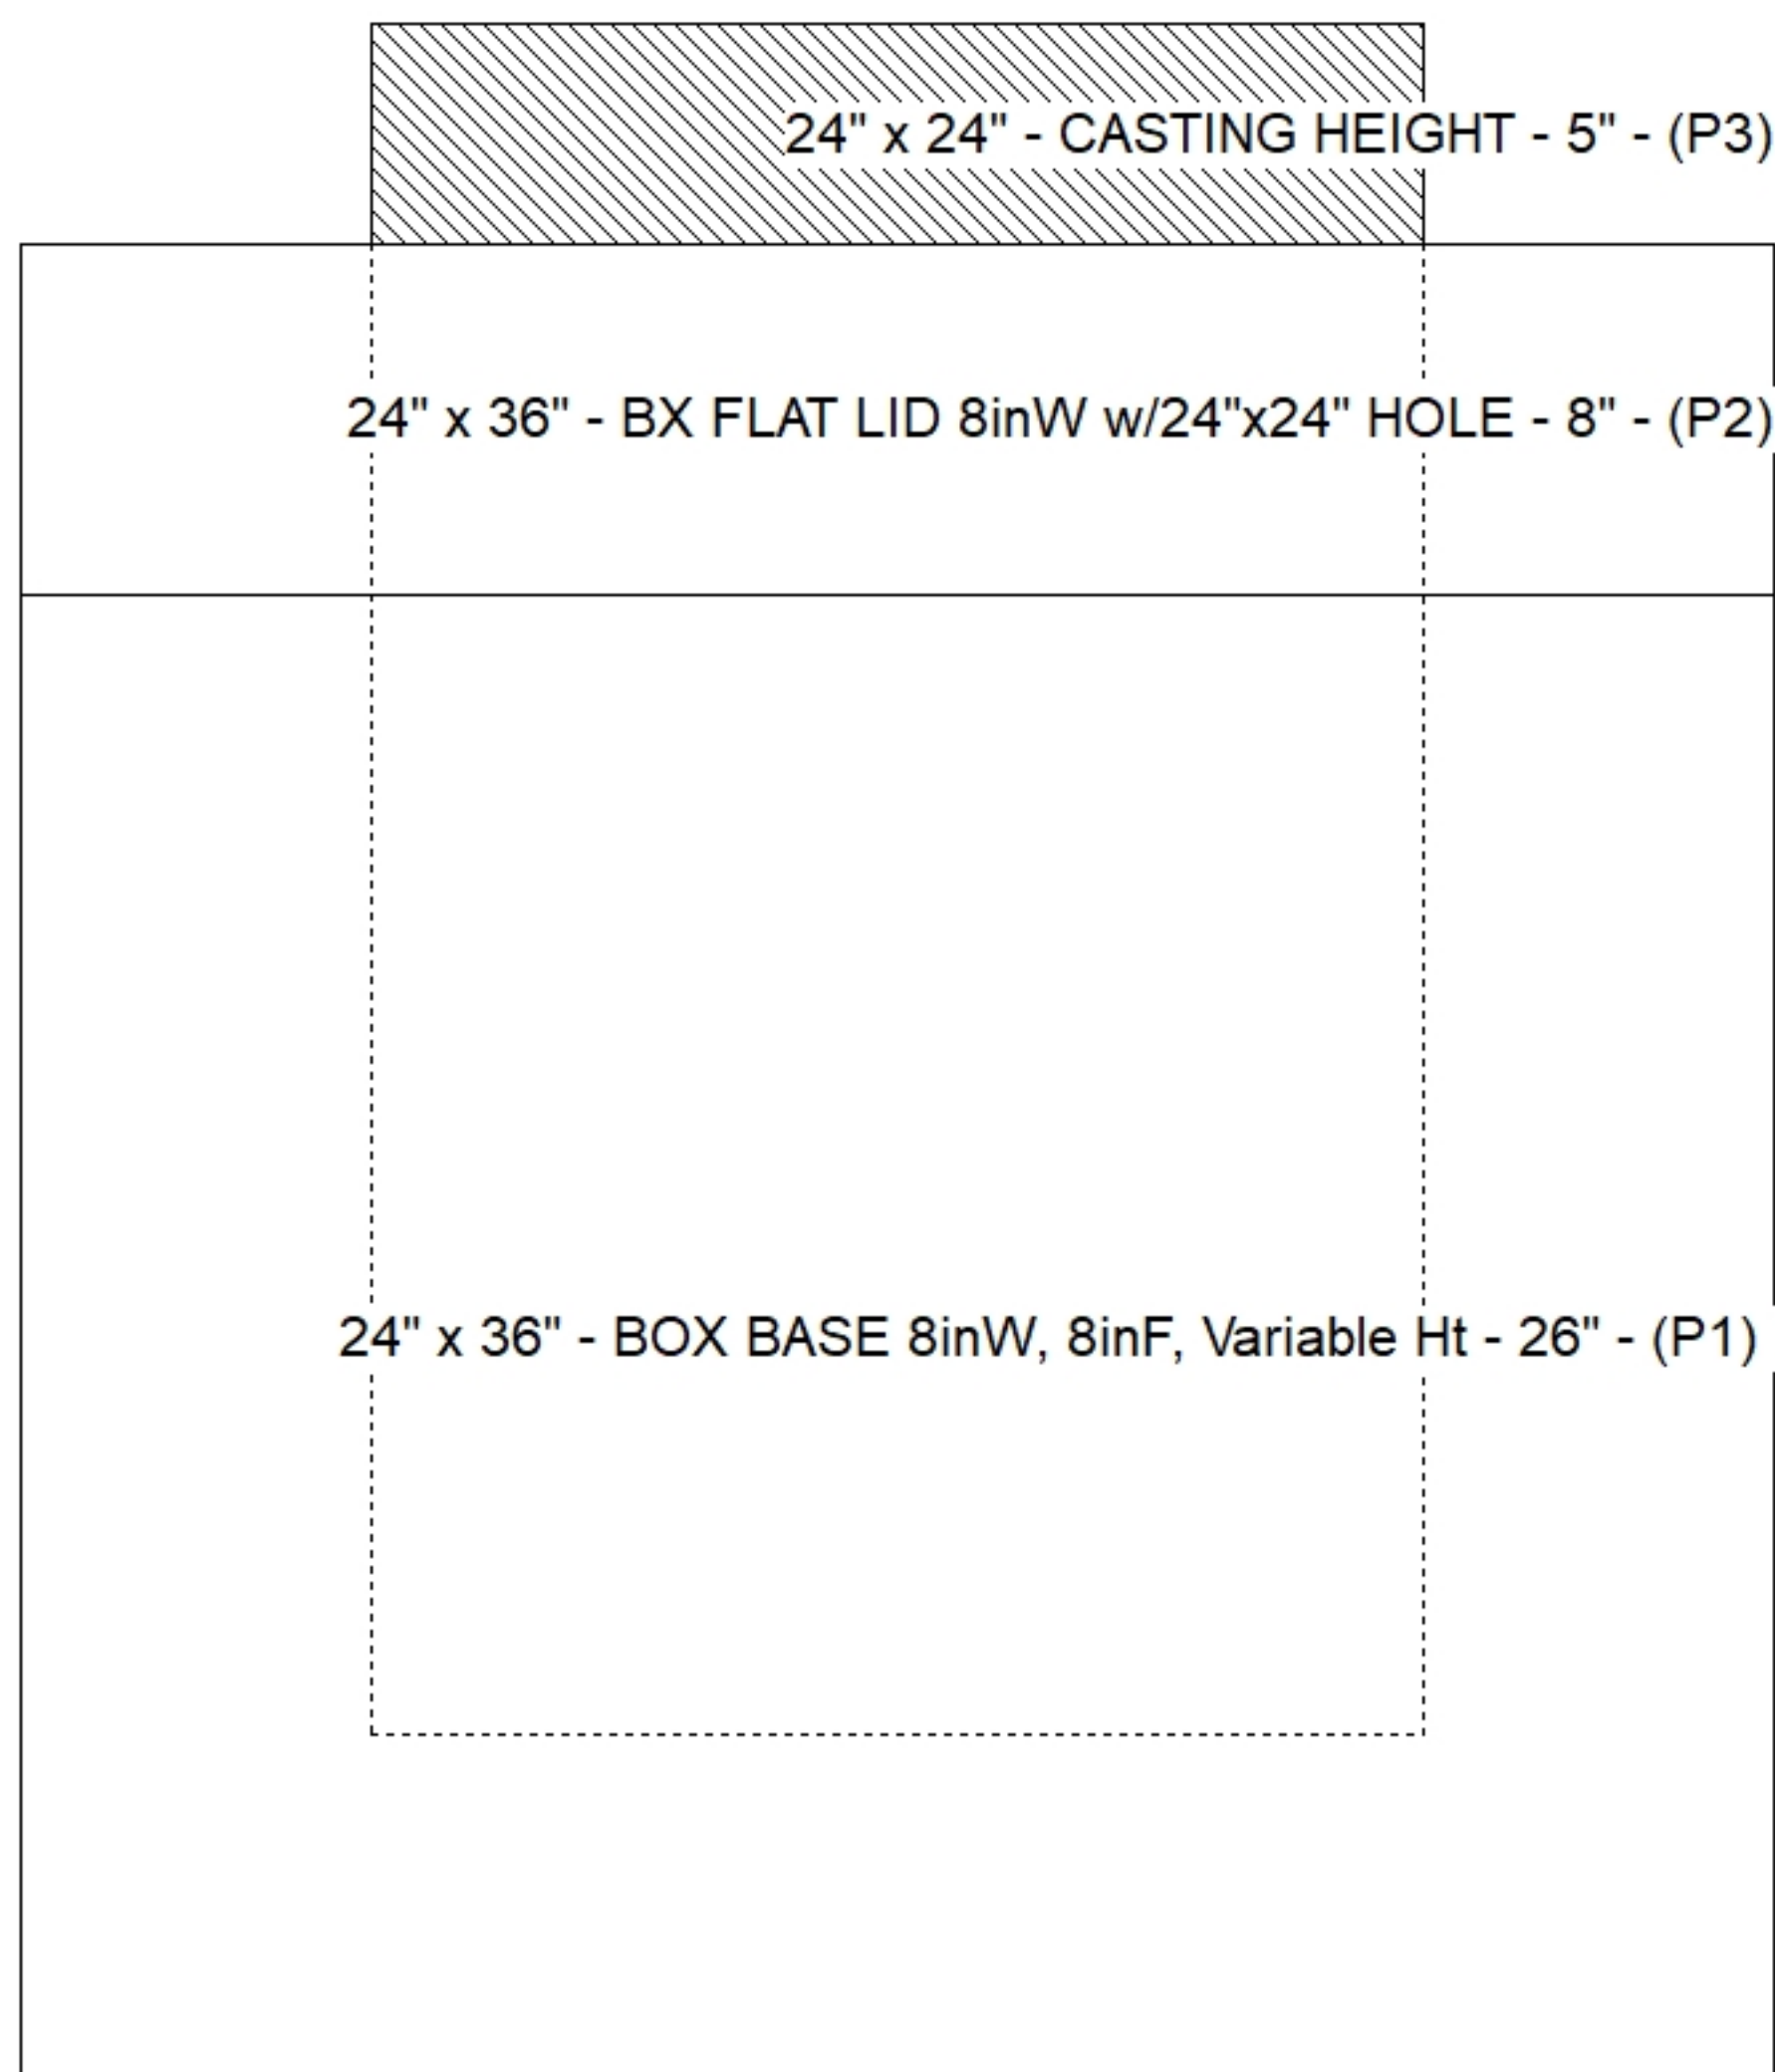 24" x 24" - CASTING HEIGHT - 5" - (P3)
24" x 36" - BX FLAT LID 8inW w/24"x24" HOLE - 8" - (P2)
24" x 36" - BOX BASE 8inW, 8inF, Variable Ht - 26" - (P1)